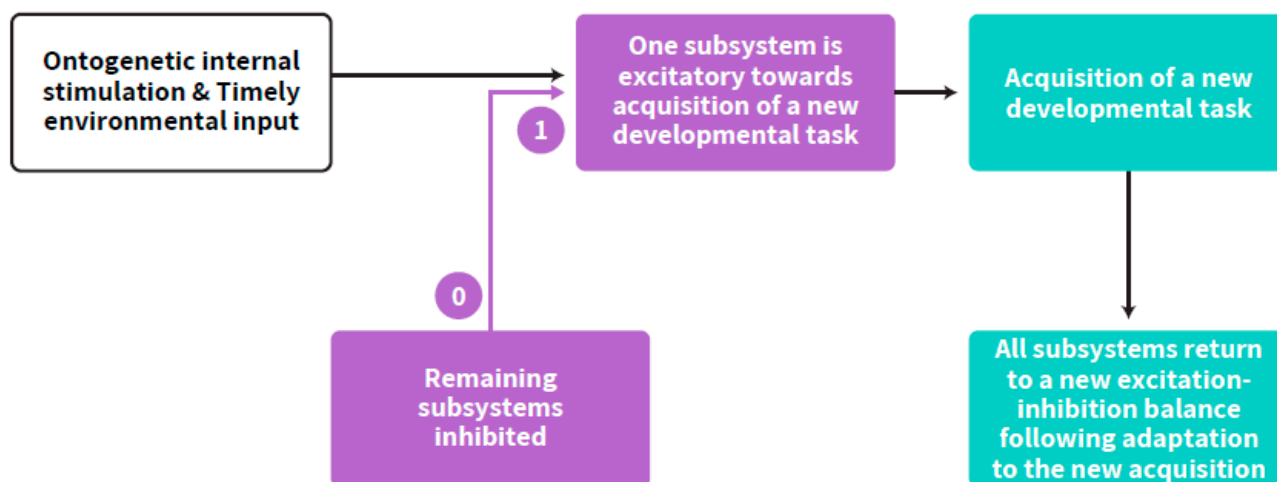 Ontogenetic internal
stimulation & Timely
environmental input
One subsystem is
excitatory towards
acquisition of a new
developmental task
Acquisition of a new
developmental task
1
0
Remaining
subsystems
inhibited
All subsystems return
to a new excitation-
inhibition balance
following adaptation
to the new acquisition